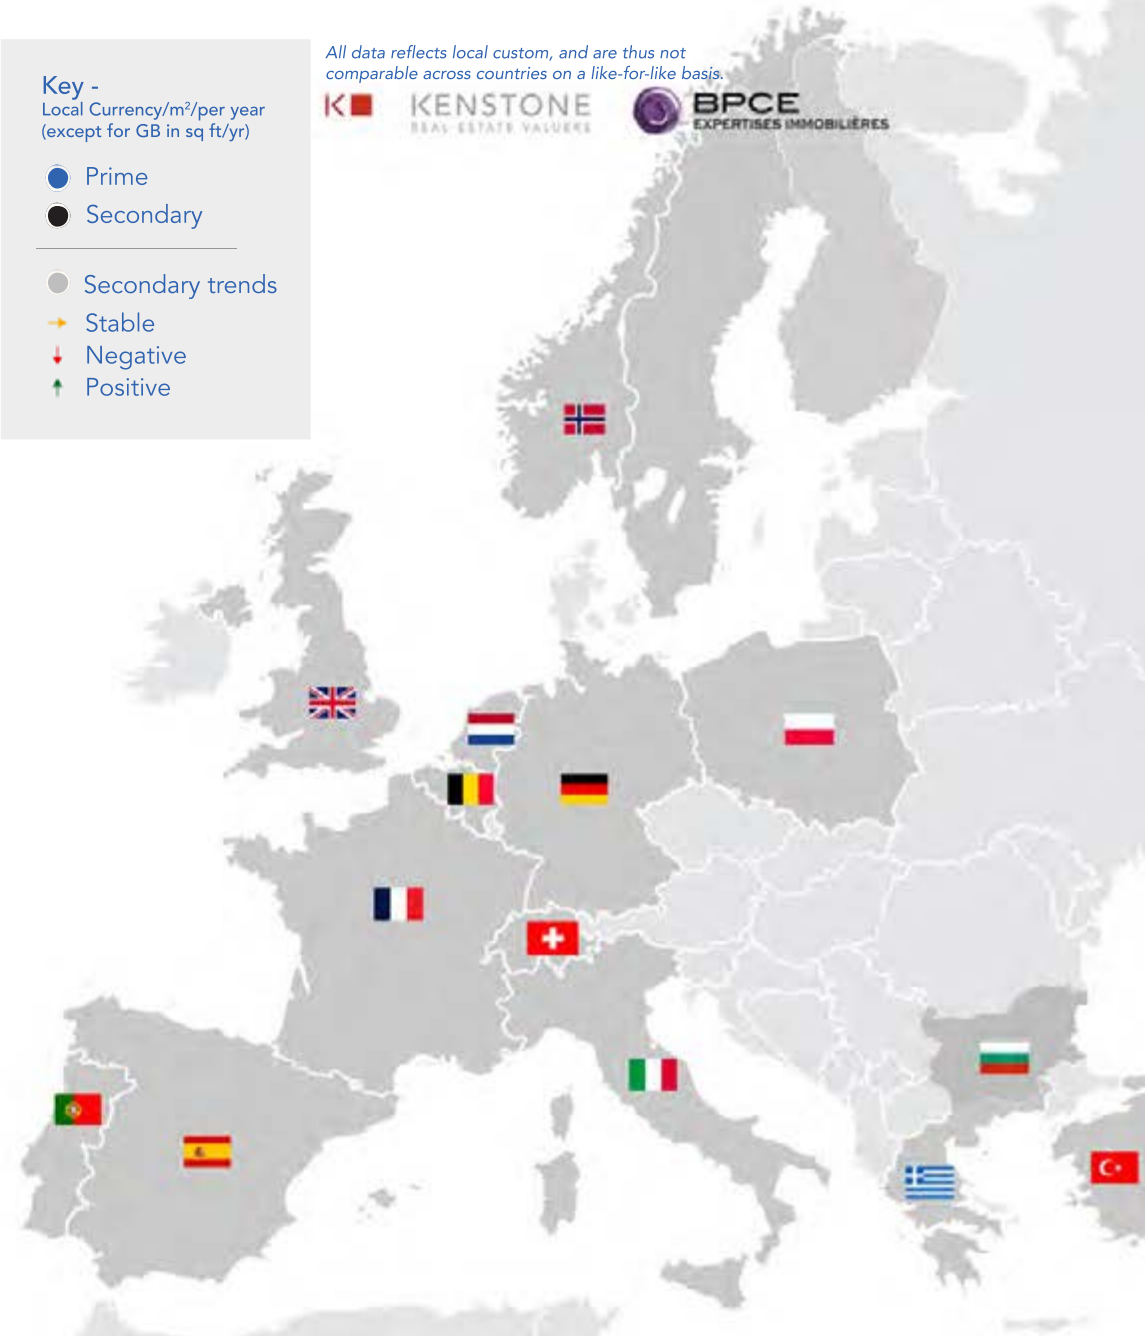 All data reflects local custom, and are thus not
comparable across countries on a like-for-like basis.
KENSTONE
REAL ESTATE VALUERS
BPCE
EXPERTISES IMMOBILIÈRES
Key -
Local Currency/m²/per year
(except for GB in sq ft/yr)
Prime
Secondary
Secondary trends
Stable
Negative
Positive